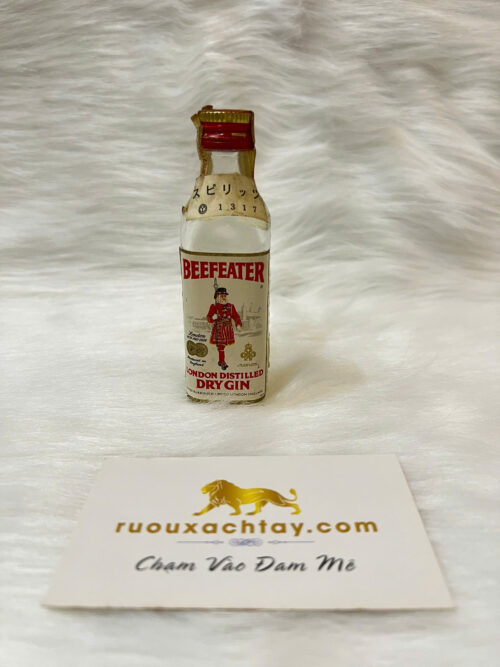 スピリッツ
1317
BEEFEATER
LONDON DISTILLED
DRY GIN
ruouxachtay.com
Chạm Vào Đam Mê